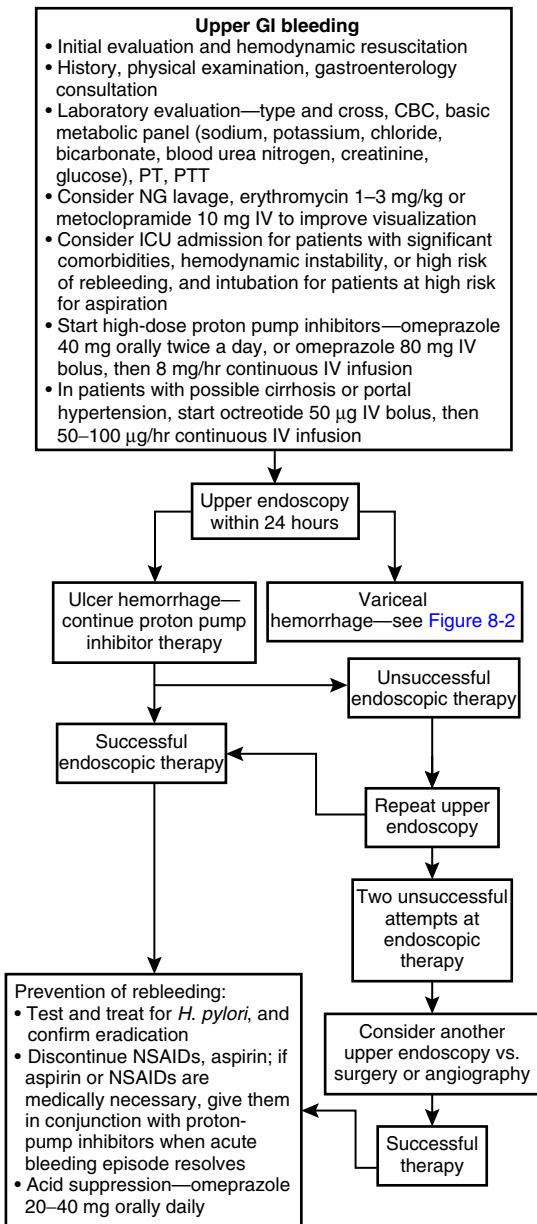 Upper GI bleeding
• Initial evaluation and hemodynamic resuscitation
• History, physical examination, gastroenterology
consultation
• Laboratory evaluation—type and cross, CBC, basic
metabolic panel (sodium, potassium, chloride,
bicarbonate, blood urea nitrogen, creatinine,
glucose), PT, PTT
• Consider NG lavage, erythromycin 1–3 mg/kg or
metoclopramide 10 mg IV to improve visualization
• Consider ICU admission for patients with significant
comorbidities, hemodynamic instability, or high risk
of rebleeding, and intubation for patients at high risk
for aspiration
• Start high-dose proton pump inhibitors—omeprazole
40 mg orally twice a day, or omeprazole 80 mg IV
bolus, then 8 mg/hr continuous IV infusion
• In patients with possible cirrhosis or portal
hypertension, start octreotide 50 μg IV bolus, then
50–100 μg/hr continuous IV infusion
Upper endoscopy
within 24 hours
Ulcer hemorrhage—
continue proton pump
inhibitor therapy
Variceal
hemorrhage—see Figure 8-2
Unsuccessful
endoscopic therapy
Successful
endoscopic therapy
Repeat upper
endoscopy
Two unsuccessful
attempts at
endoscopic
therapy
Consider another
upper endoscopy vs.
surgery or angiography
Successful
therapy
Prevention of rebleeding:
• Test and treat for H. pylori, and
confirm eradication
• Discontinue NSAIDs, aspirin; if
aspirin or NSAIDs are
medically necessary, give them
in conjunction with proton-
pump inhibitors when acute
bleeding episode resolves
• Acid suppression—omeprazole
20–40 mg orally daily